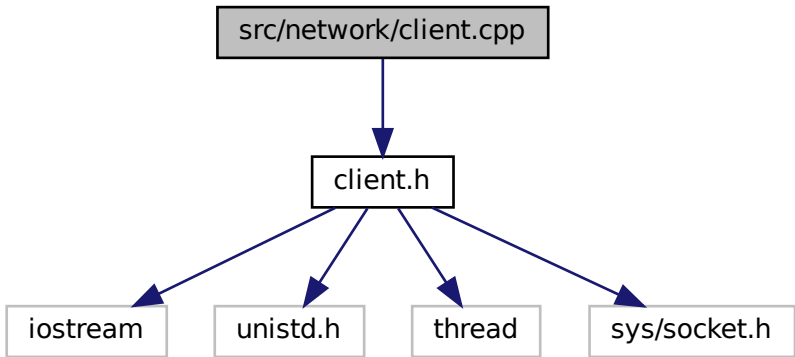 src/network/client.cpp
client.h
iostream
unistd.h
thread
sys/socket.h